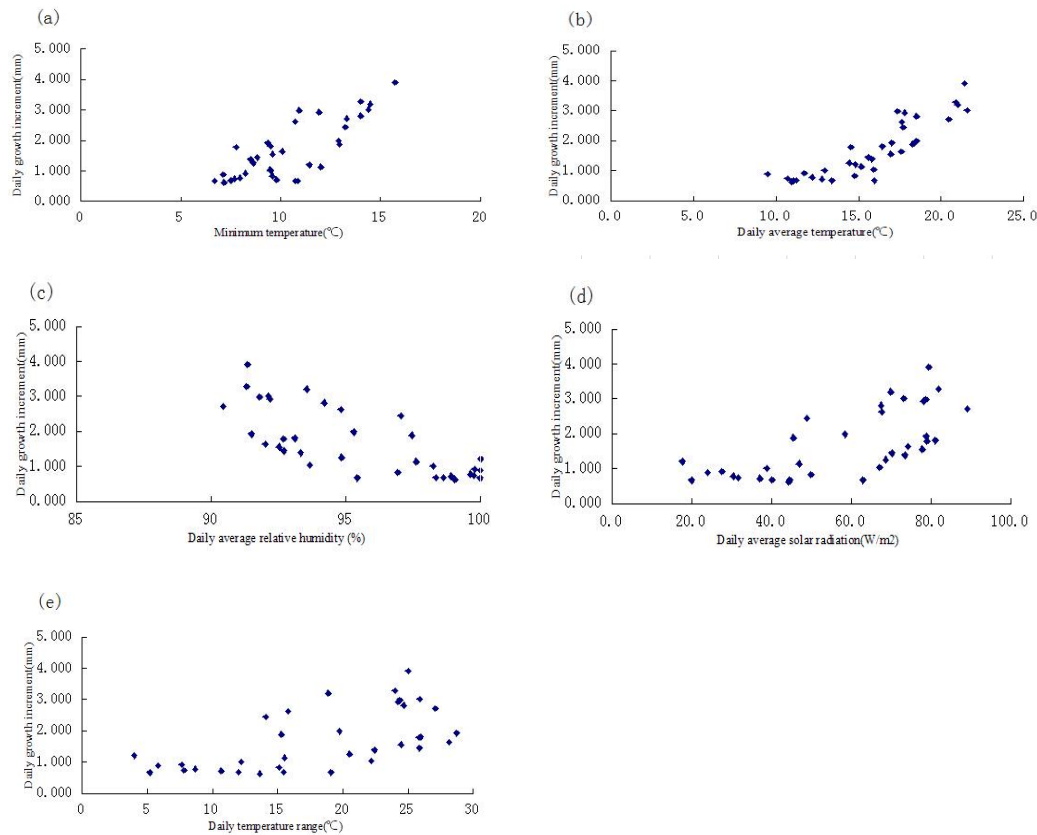 (a)
Daily growth increment(mm)
5.000
4.000
3.000
2.000
1.000
0.000
0 5 10 15 20
Minimum temperature(℃)
(b)
Daily growth increment(mm)
5.000
4.000
3.000
2.000
1.000
0.000
0.0 5.0 10.0 15.0 20.0 25.0
Daily average temperature(℃)
(c)
Daily growth increment(mm)
5.000
4.000
3.000
2.000
1.000
0.000
85 90 95 100
Daily average relative humidity (%)
(d)
Daily growth increment(mm)
5.000
4.000
3.000
2.000
1.000
0.000
0.0 20.0 40.0 60.0 80.0 100.0
Daily average solar radiation(W/m2)
(e)
Daily growth increment(mm)
5.000
4.000
3.000
2.000
1.000
0.000
0 5 10 15 20 25 30
Daily temperature range(℃)